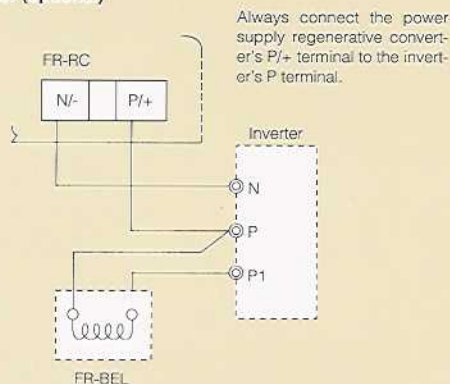 (optional)
Always connect the power
supply regenerative convert-
er's P/+ terminal to the invert-
er's P terminal.
FR-RC
N/- P/+
Inverter
N
P
P1
FR-BEL